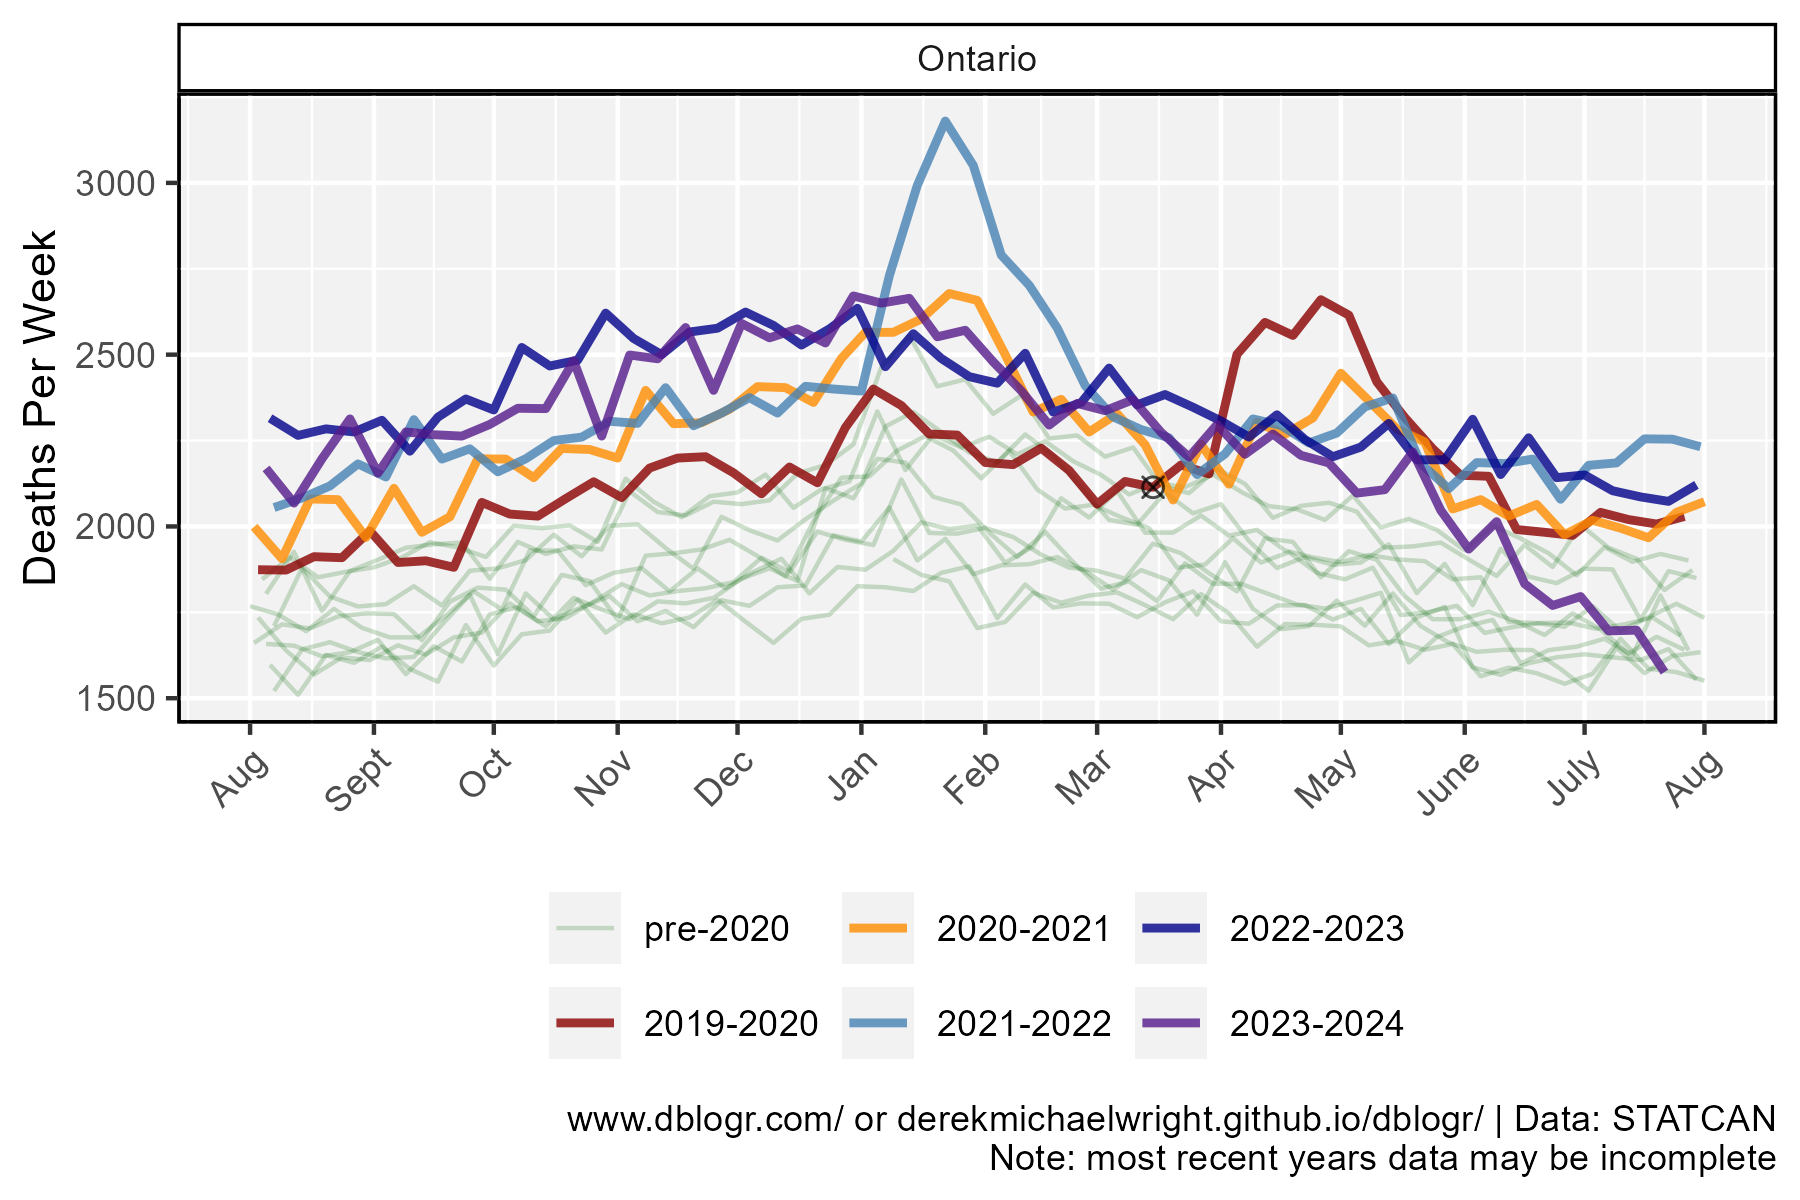 Ontario
Deaths Per Week
3000
2500
2000
1500
Aug
Sept
Oct
Nov
Dec
Jan
Feb
Mar
Apr
May
June
July
Aug
pre-2020
2020-2021
2022-2023
2019-2020
2021-2022
2023-2024
www.dblogr.com/ or derekmichaelwright.github.io/dblogr/ | Data: STATCAN
Note: most recent years data may be incomplete